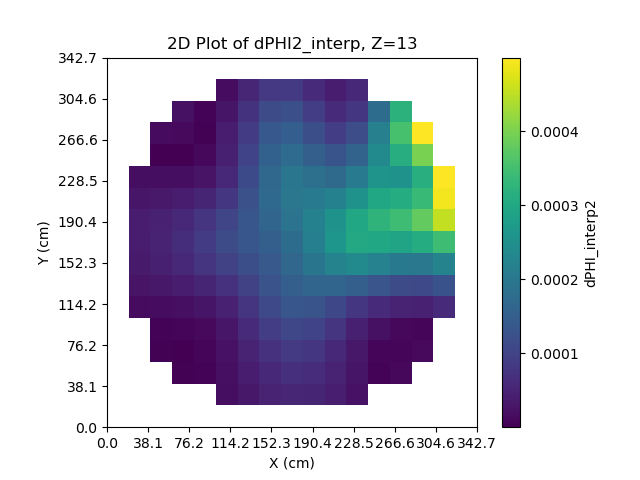 2D Plot of dPHI2_interp, Z=13
342.7
304.6
266.6
228.5
190.4
152.3
114.2
76.2
38.1
0.0
Y (cm)
0.0 38.1 76.2 114.2 152.3 190.4 228.5 266.6 304.6 342.7
X (cm)
0.0004
0.0003
0.0002
0.0001
dPHI_interp2